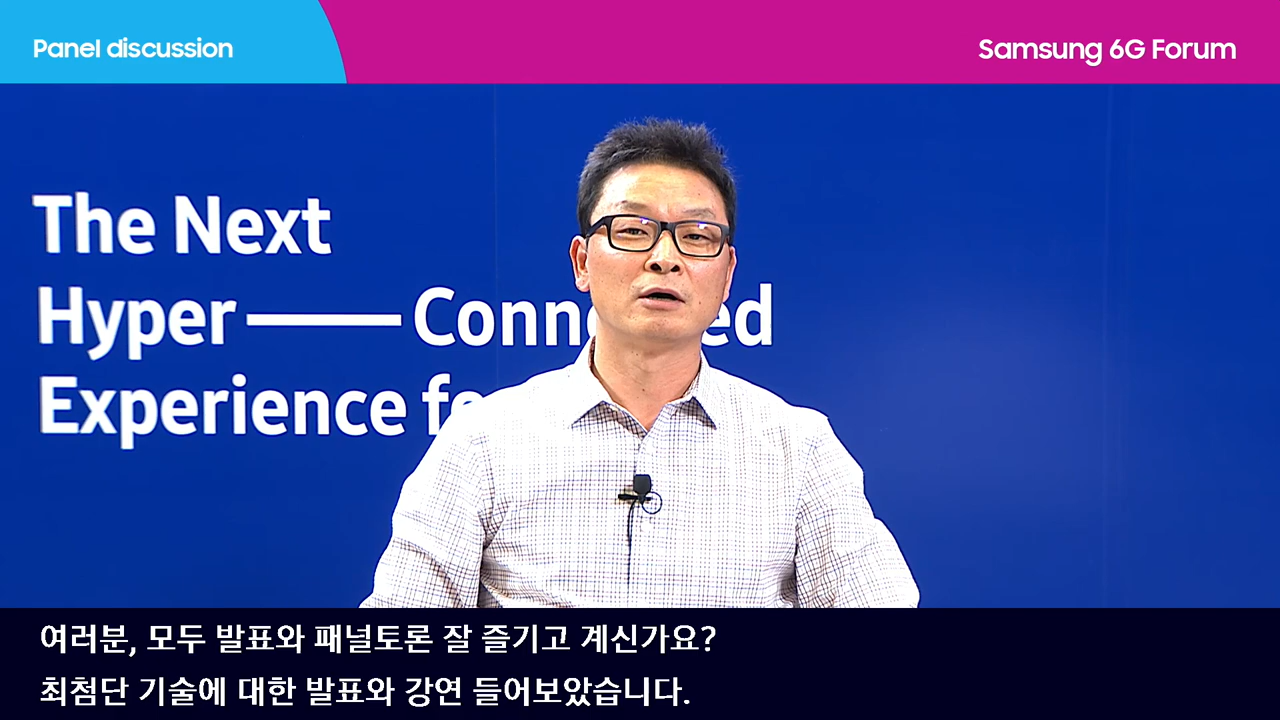 Panel discussion
Samsung 6G Forum
The Next
Hyper — Conn ed
Experience
여러분, 모두 발표와 패널토론 잘 즐기고 계신가요?
최첨단 기술에 대한 발표와 강연 들어보았습니다.